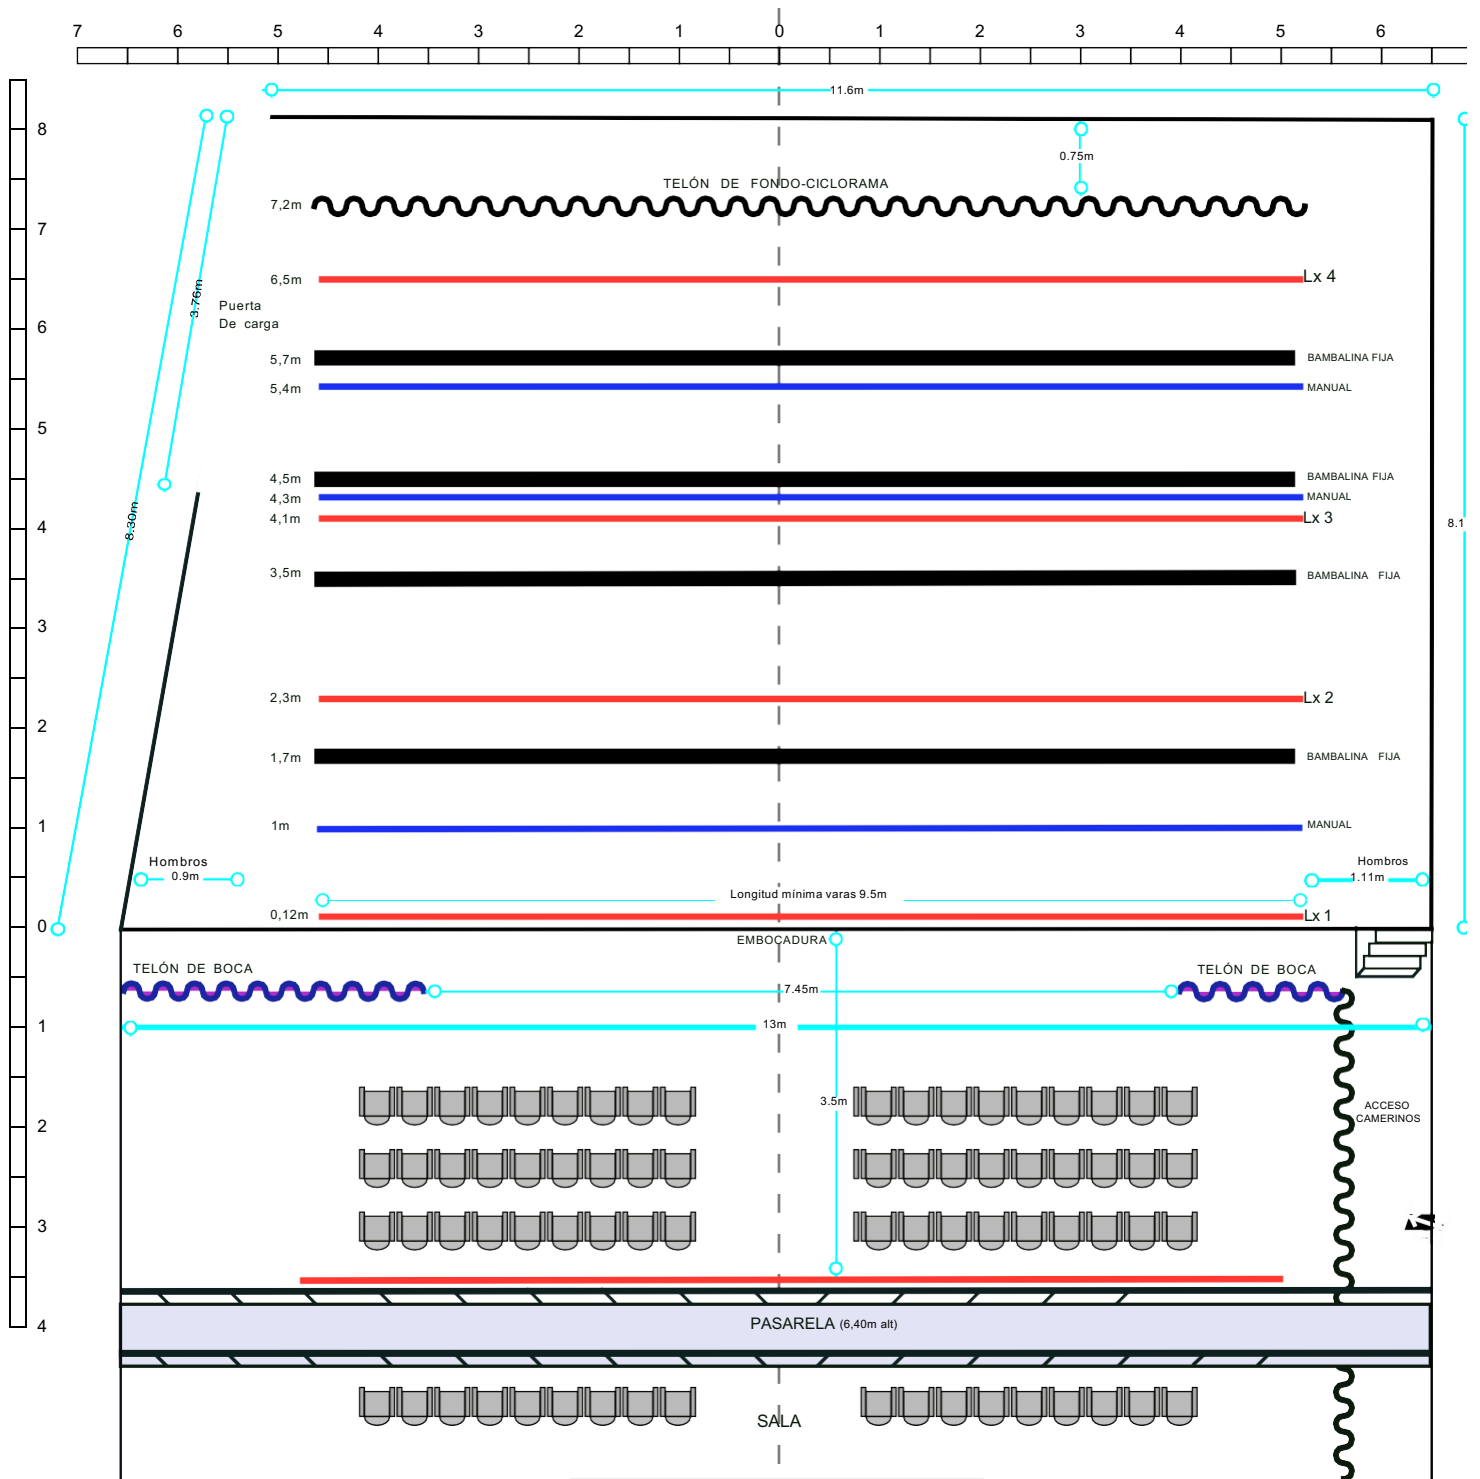 7 6 5 4 3 2 1 0 1 2 3 4 5 6
11.6m
8
0.75m
TELÓN DE FONDO-CICLORAMA
7,2m
7
6,5m
Lx 4
3.76m
Puerta
De carga
6
5,7m
BAMBALINA FIJA
5,4m
MANUAL
5
4,5m
BAMBALINA FIJA
4,3m
MANUAL
4,1m
Lx 3
8.30m
8.1
4
3,5m
BAMBALINA FIJA
3
2,3m
Lx 2
2
1,7m
BAMBALINA FIJA
1m
MANUAL
1
Hombros
0.9m
Hombros
1.11m
Longitud mínima varas 9.5m
0,12m
Lx 1
0
EMBOCADURA
TELÓN DE BOCA
TELÓN DE BOCA
7.45m
1
13m
3.5m
ACCESO
CAMERINOS
2
3
4
PASARELA (6,40m alt)
SALA